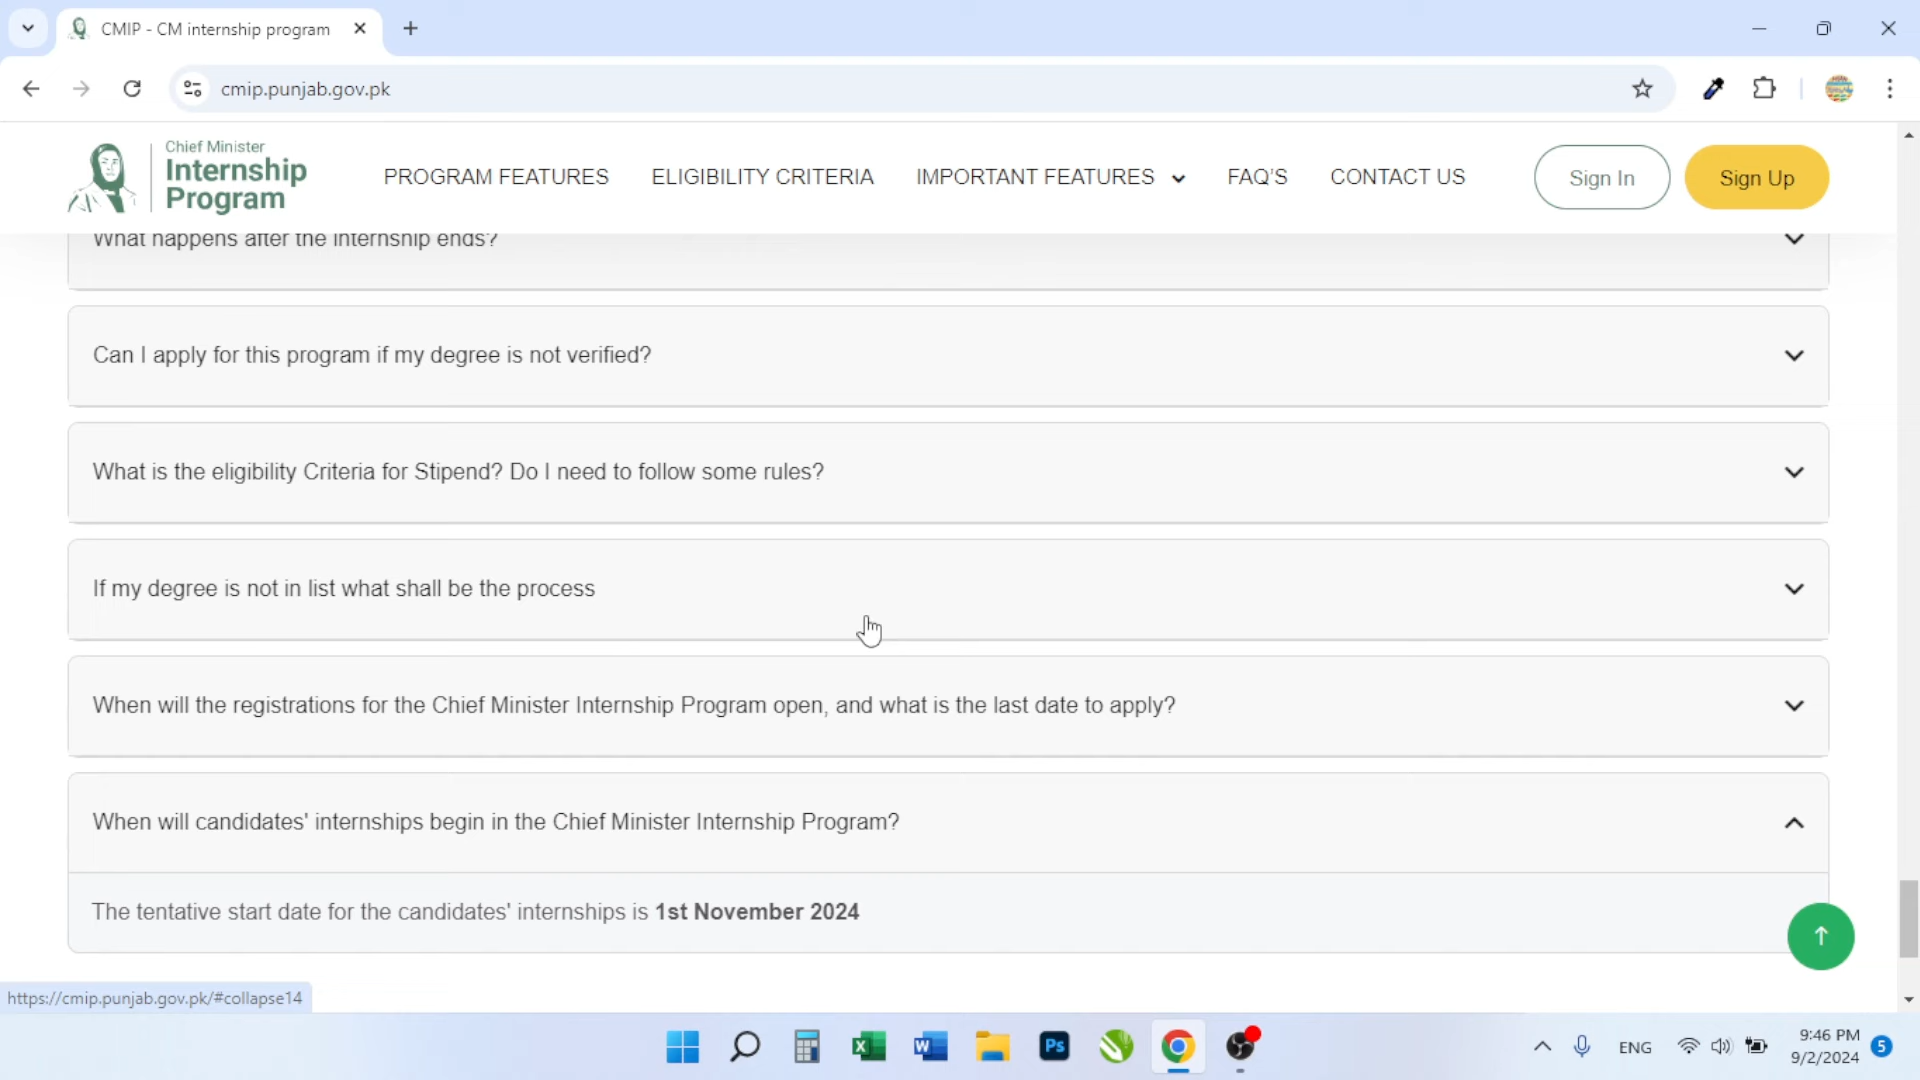 CMIP - CM internship program
cmip.punjab.gov.pk
Chief Minister
Internship
Program
PROGRAM FEATURES
ELIGIBILITY CRITERIA
IMPORTANT FEATURES
FAQ'S
CONTACT US
Sign In
Sign Up
What happens after the internship ends?
Can I apply for this program if my degree is not verified?
What is the eligibility Criteria for Stipend? Do I need to follow some rules?
If my degree is not in list what shall be the process
When will the registrations for the Chief Minister Internship Program open, and what is the last date to apply?
When will candidates' internships begin in the Chief Minister Internship Program?
The tentative start date for the candidates' internships is 1st November 2024
https://cmip.punjab.gov.pk/#collapse14
Ps
ENG
9:46 PM
9/2/2024
5